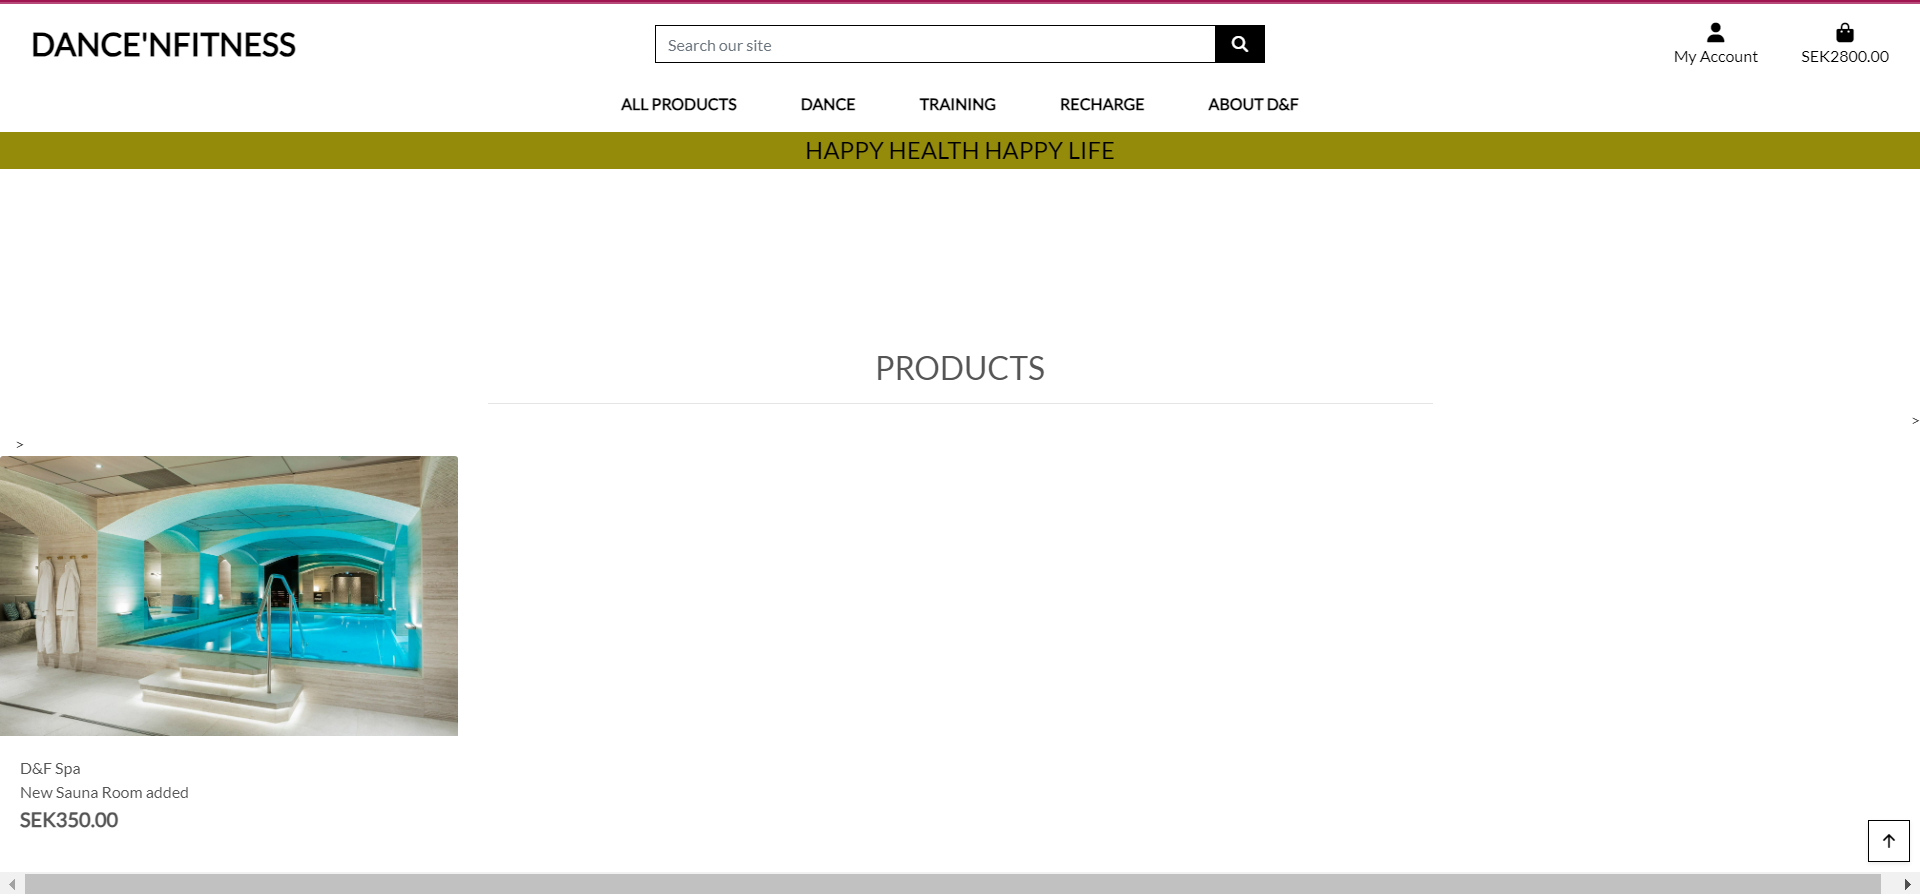 DANCE'NFITNESS
Search our site
My Account
SEK2800.00
ALL PRODUCTS
DANCE
TRAINING
RECHARGE
ABOUT D&F
HAPPY HEALTH HAPPY LIFE
PRODUCTS
>
>
D&F Spa
New Sauna Room added
SEK350.00